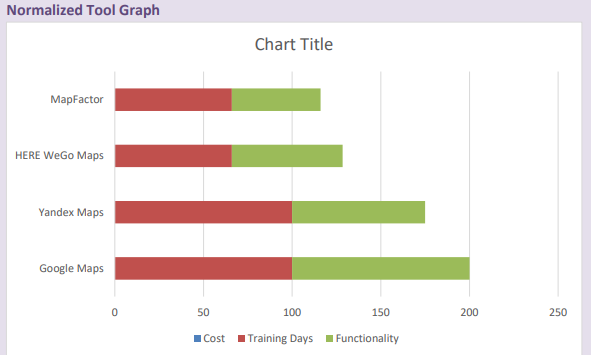 Normalized Tool Graph
Chart Title
MapFactor
HERE WeGo Maps
Yandex Maps
Google Maps
0 50 100 150 200 250
Cost Training Days Functionality